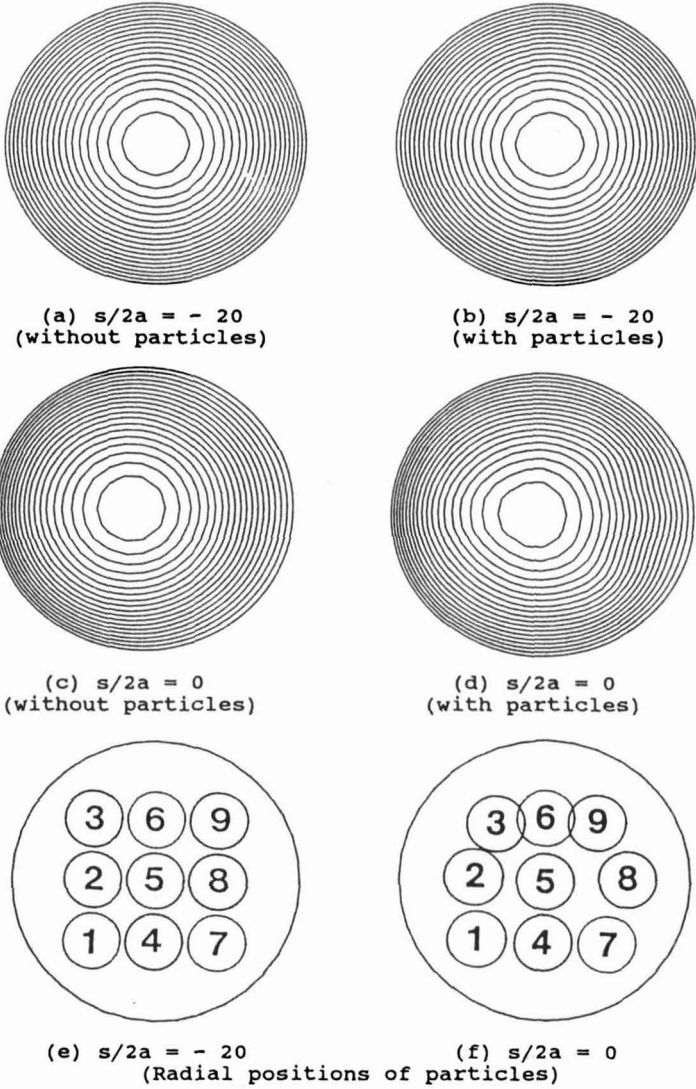 (a) s/2a = - 20
(without particles)
(b) s/2a = - 20
(with particles)
(c) s/2a = 0
(without particles)
(d) s/2a = 0
(with particles)
3 6 9
2 5 8
1 4 7
3 6 9
2 5 8
1 4 7
(e) s/2a = - 20
(f) s/2a = 0
(Radial positions of particles)